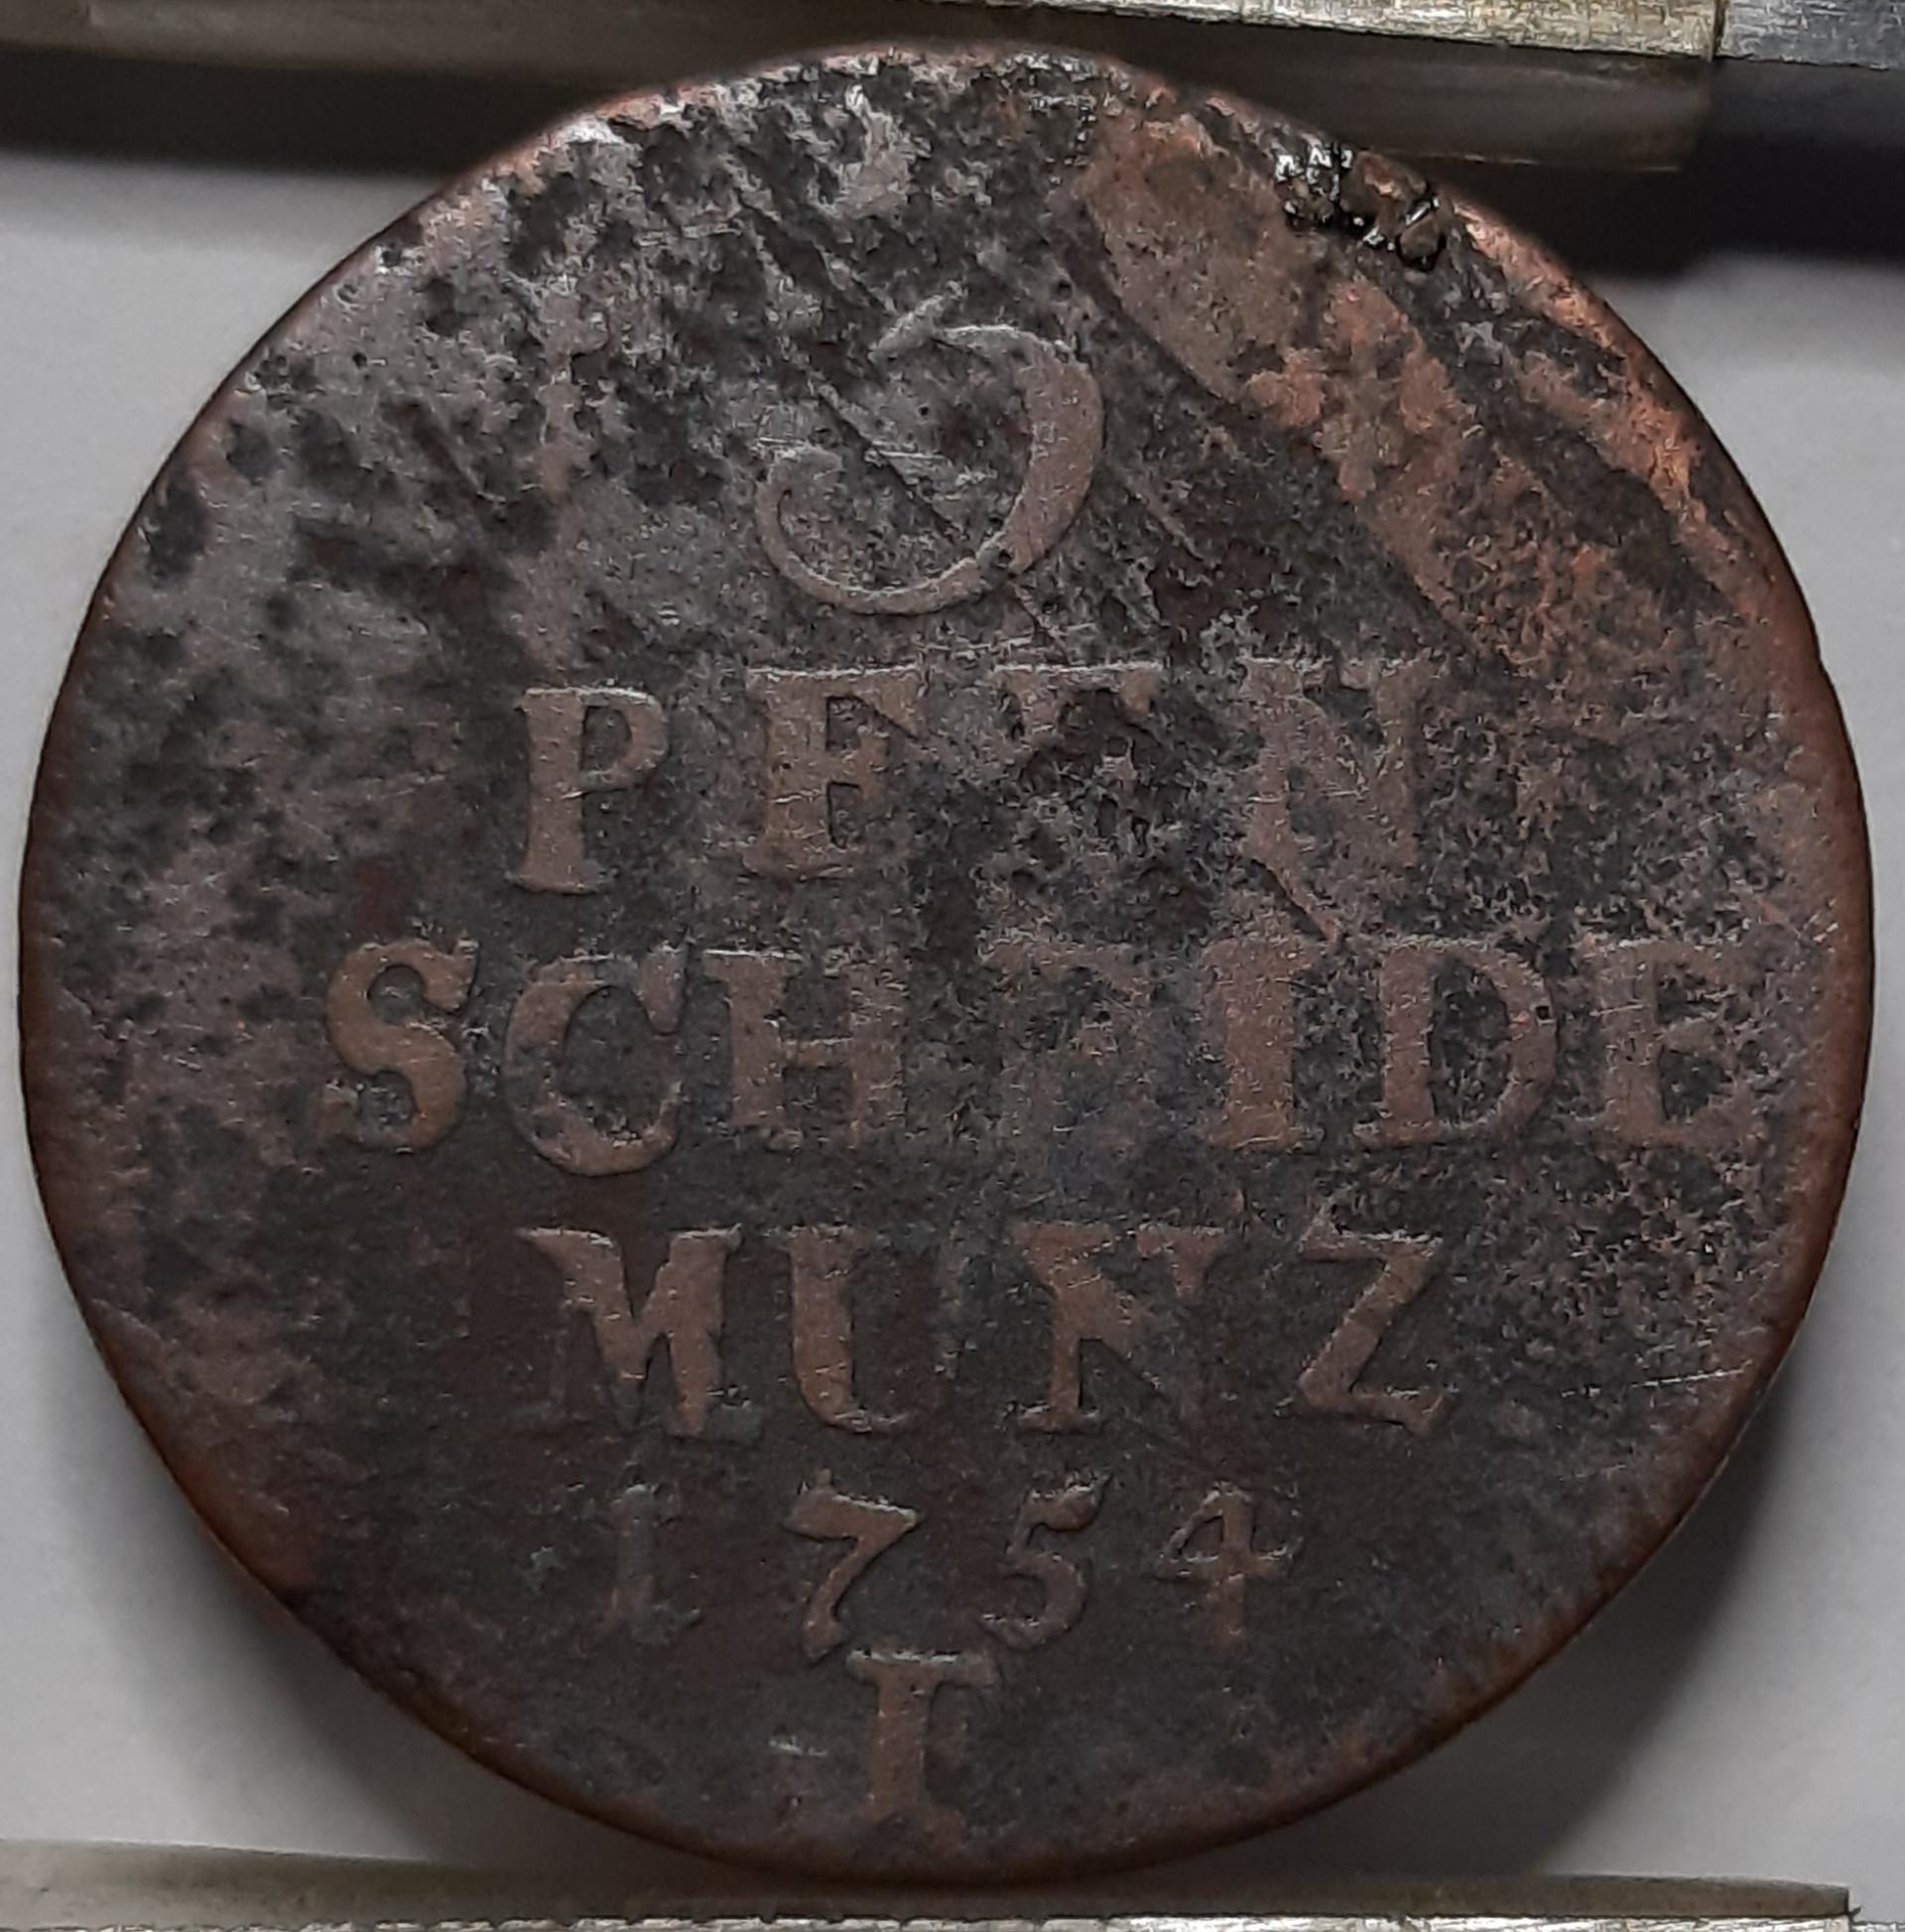 3
PFEN
SCHEIDE
MUNZ
1754
I